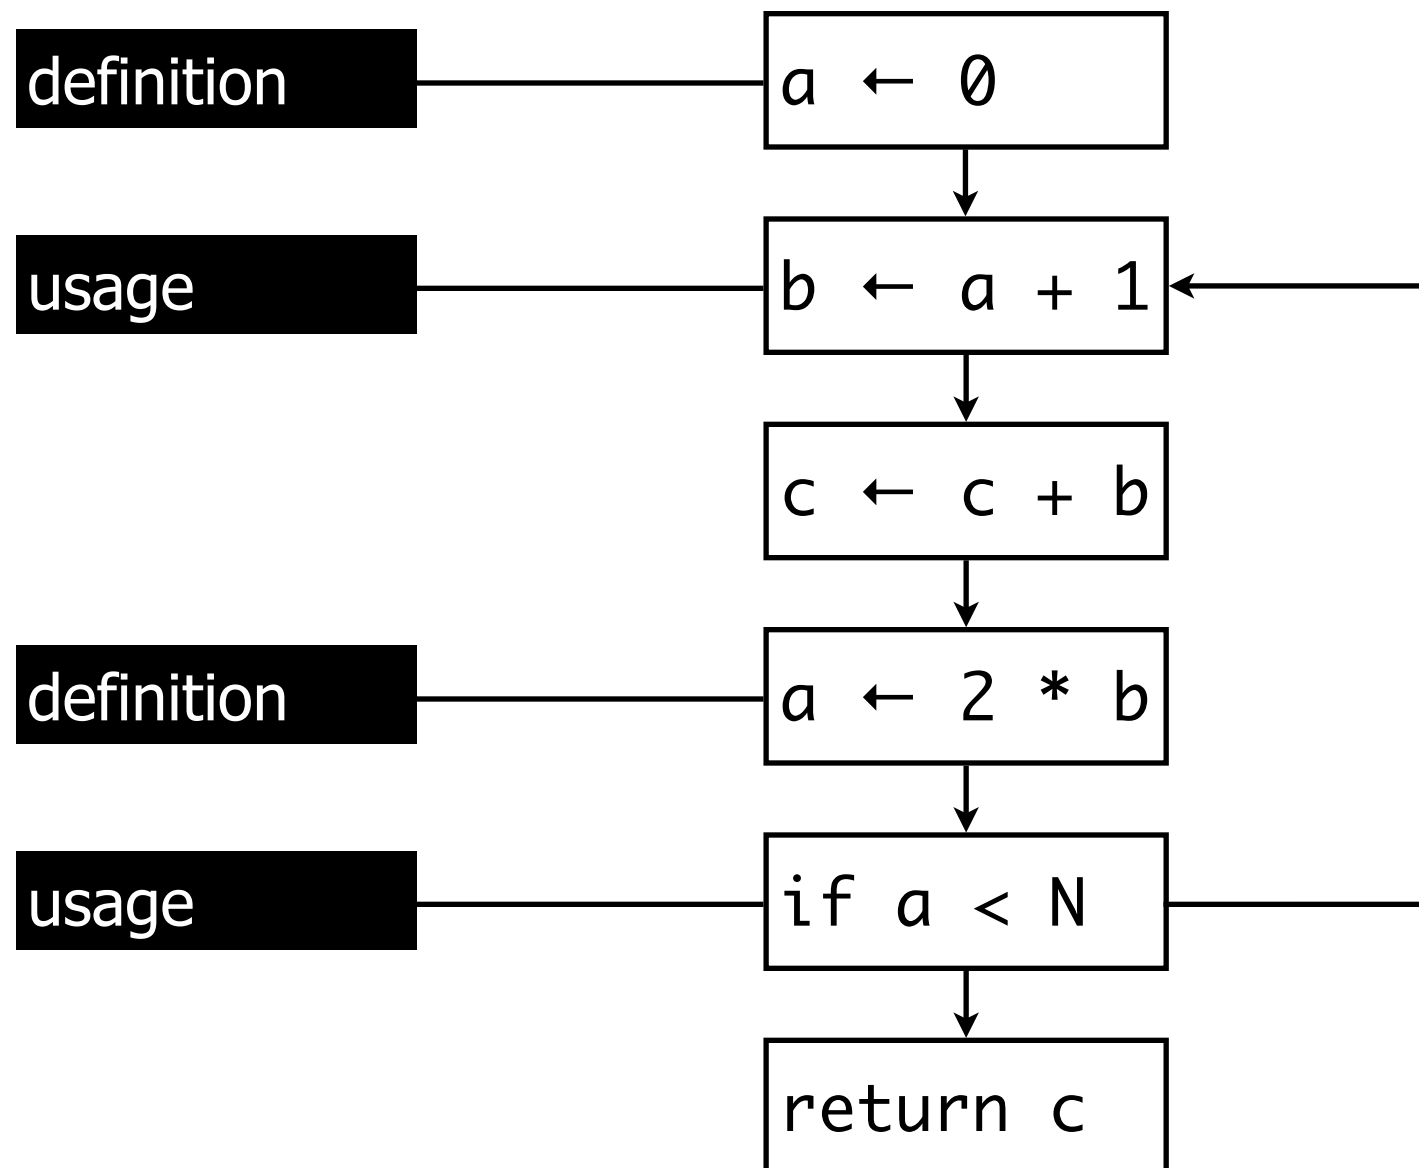 definition
a ← 0
usage
b ← a + 1
c ← c + b
definition
a ← 2 * b
usage
if a < N
return c